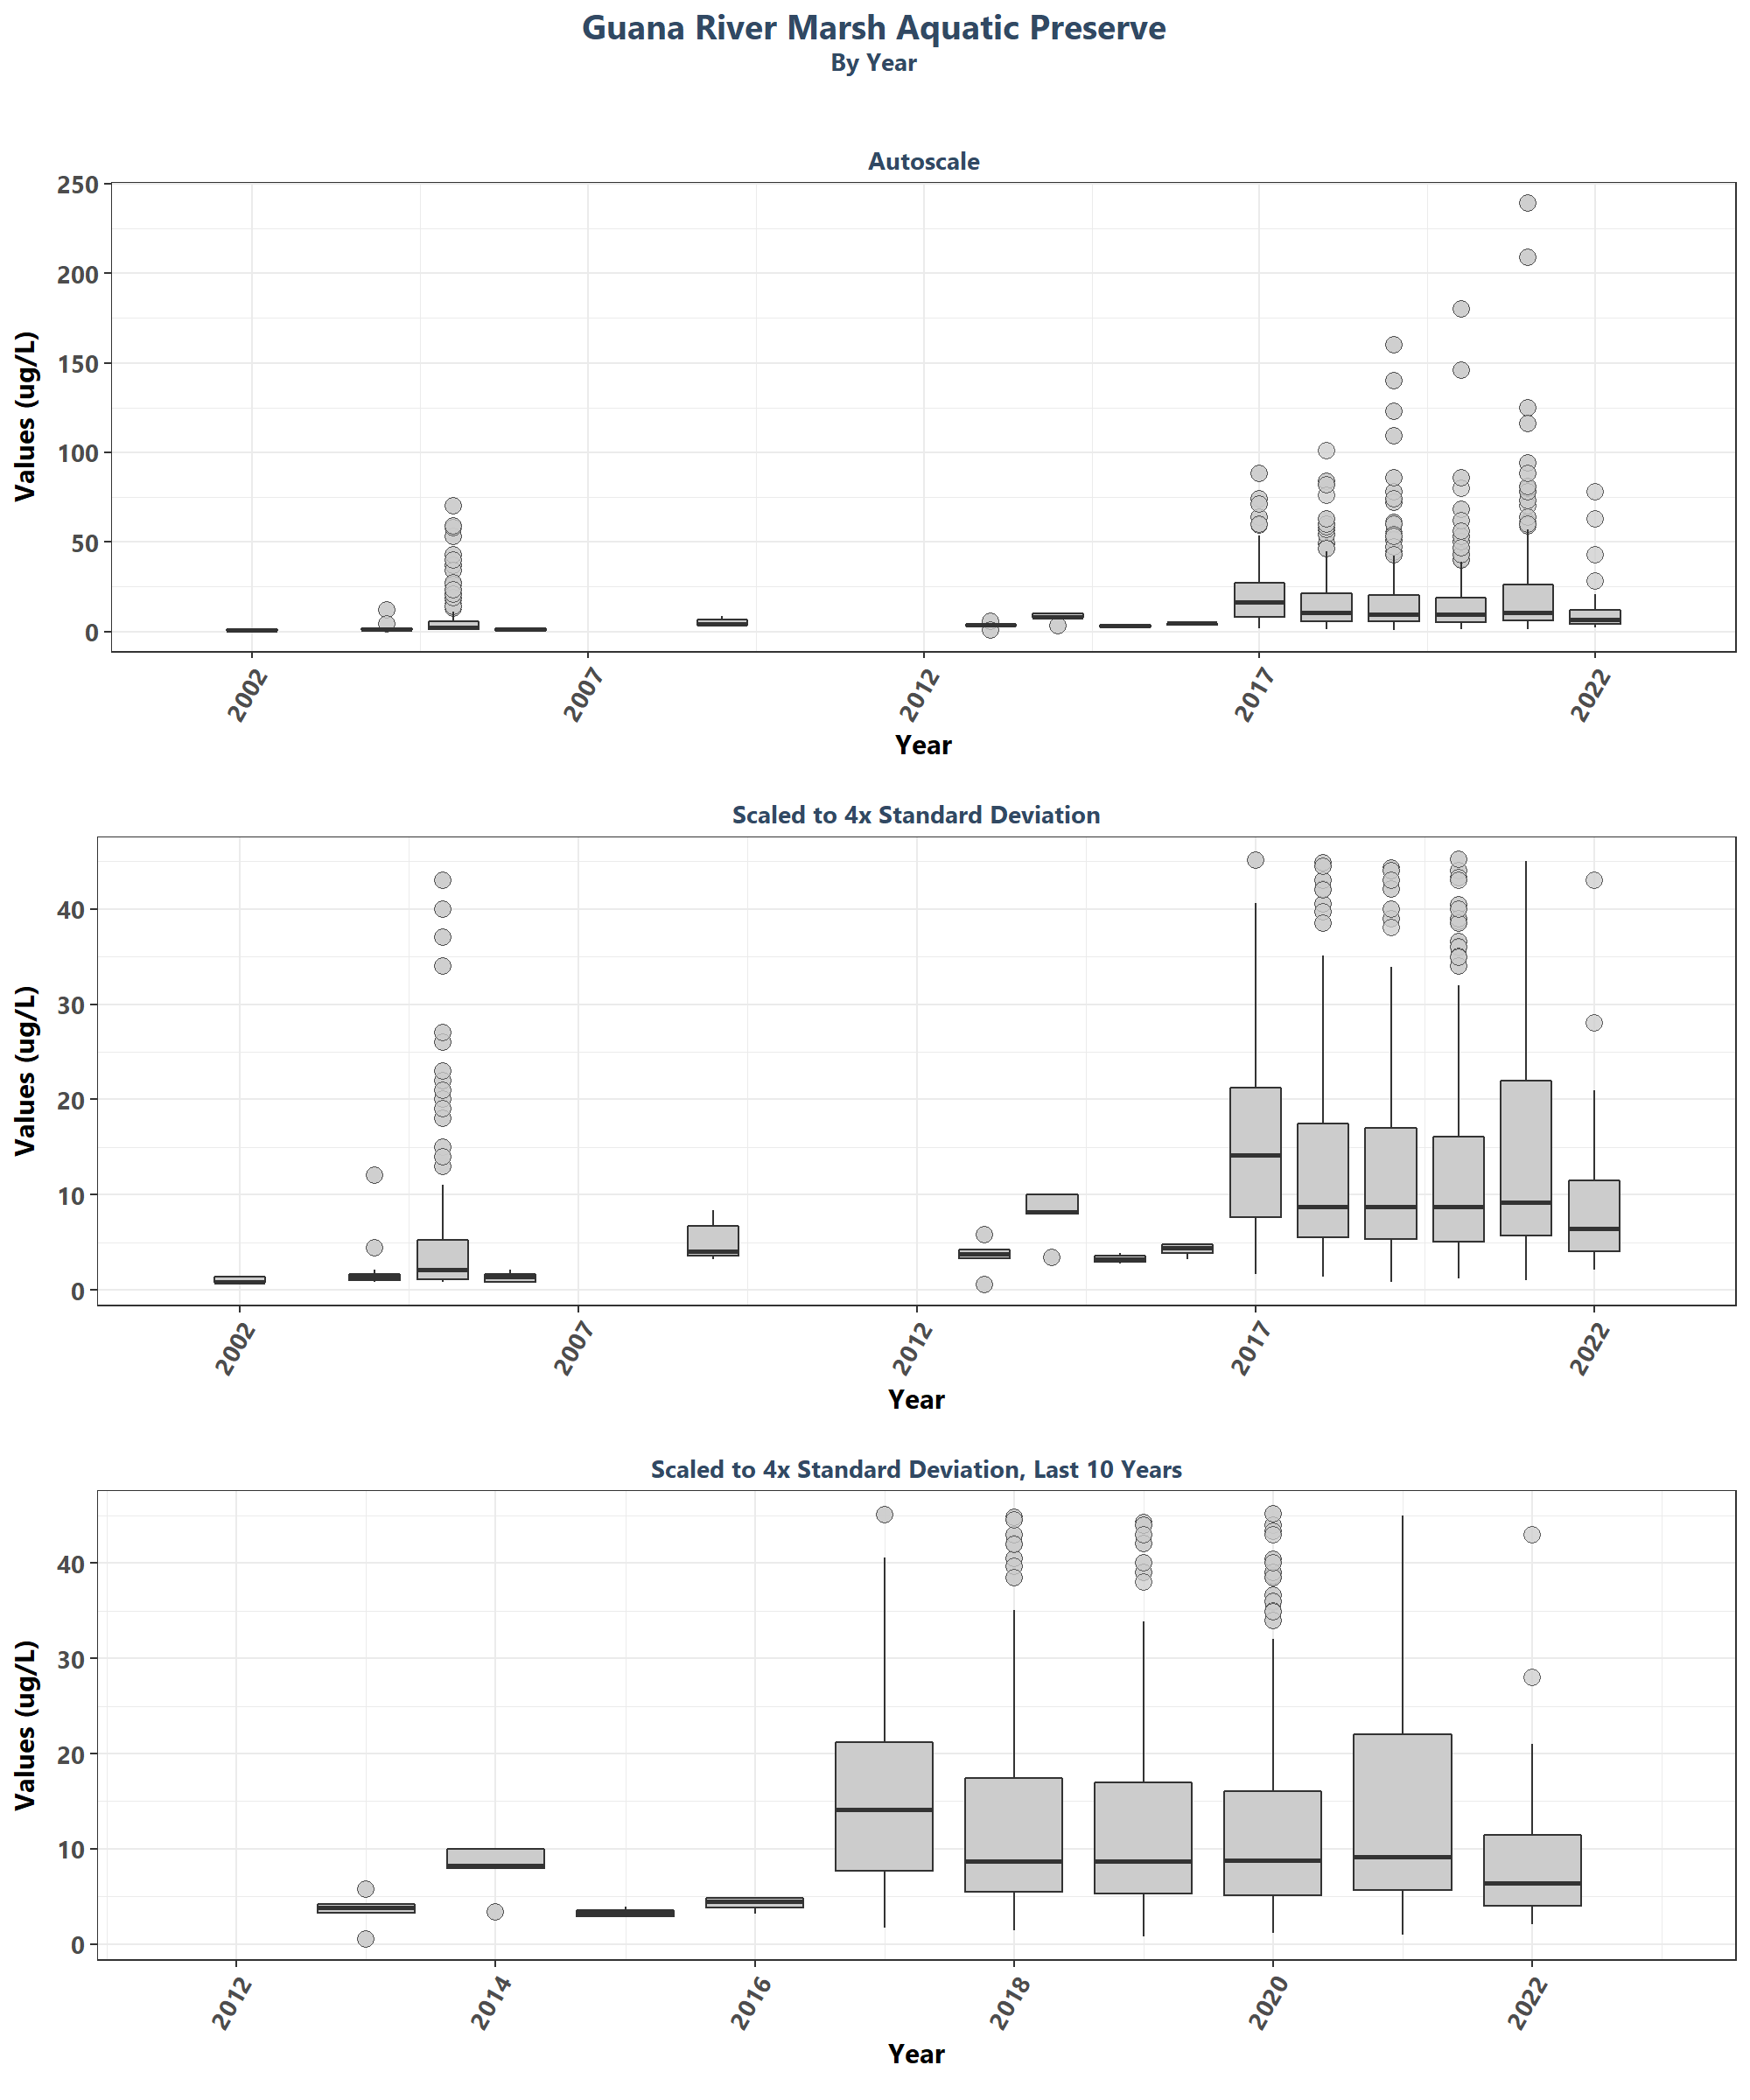 Guana River Marsh Aquatic Preserve
By Year
Autoscale
Values (ug/L)
250
200
150
100
50
0
2002 2007 2012 2017 2022
Year
Scaled to 4x Standard Deviation
Values (ug/L)
40
30
20
10
0
2002 2007 2012 2017 2022
Year
Scaled to 4x Standard Deviation, Last 10 Years
Values (ug/L)
40
30
20
10
0
2012 2014 2016 2018 2020 2022
Year